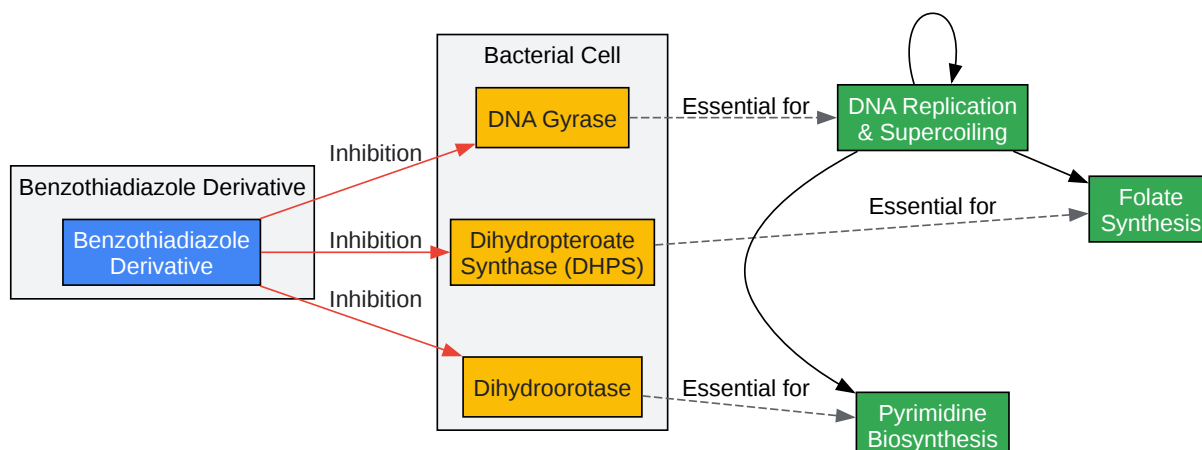 Benzothiadiazole Derivative
Benzothiadiazole
Derivative
Inhibition
Inhibition
Inhibition
Bacterial Cell
DNA Gyrase
Dihydropteroate
Synthase (DHPS)
Dihydroorotase
Essential for
Essential for
Essential for
DNA Replication
& Supercoiling
Folate
Synthesis
Pyrimidine
Biosynthesis